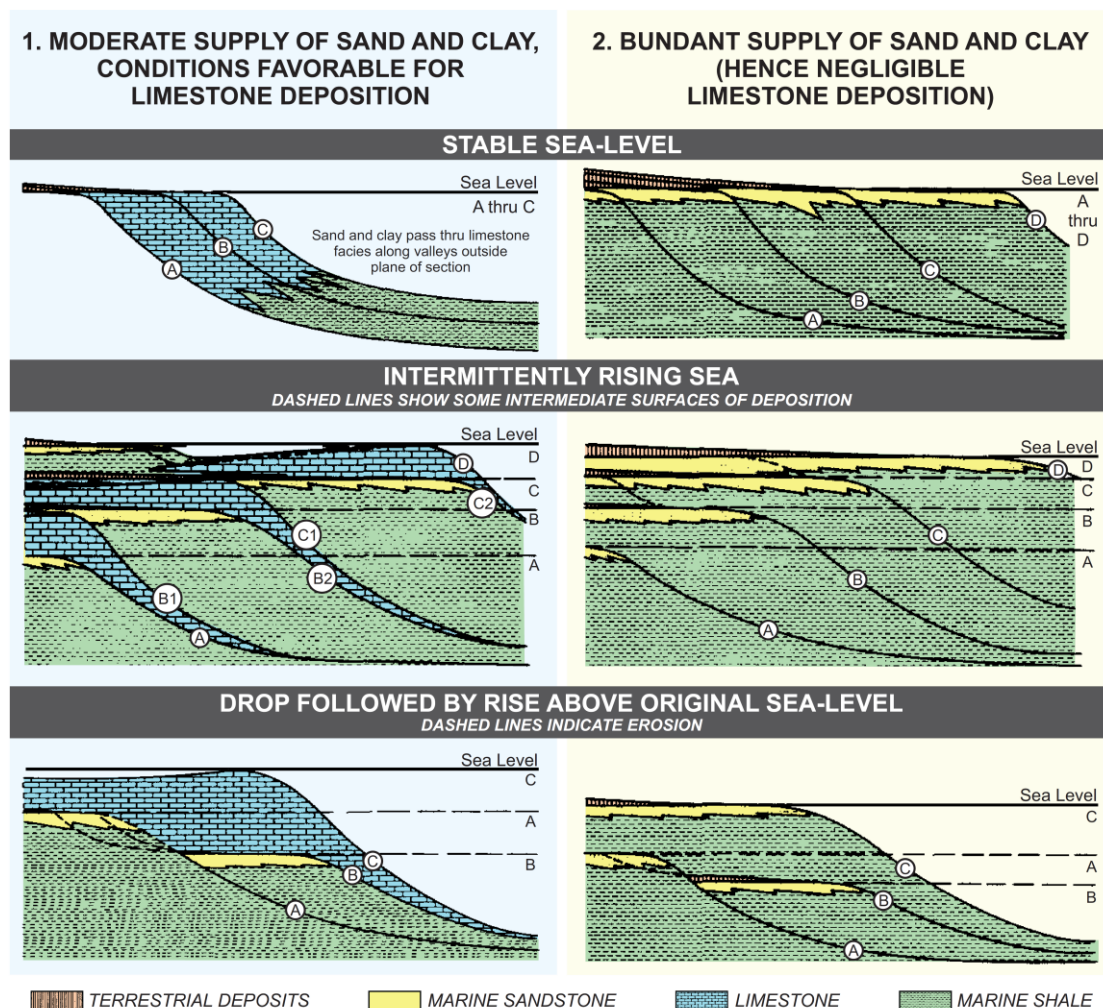 1. MODERATE SUPPLY OF SAND AND CLAY,
CONDITIONS FAVORABLE FOR
LIMESTONE DEPOSITION
2. BUNDANT SUPPLY OF SAND AND CLAY
(HENCE NEGLIGIBLE
LIMESTONE DEPOSITION)
STABLE SEA-LEVEL
Sea Level
A thru C
Sand and clay pass thru limestone
facies along valleys outside
plane of section
A
B
C
Sea Level
A
thru
D
A
B
C
D
INTERMITTENTLY RISING SEA
DASHED LINES SHOW SOME INTERMEDIATE SURFACES OF DEPOSITION
Sea Level
D
C
B
A
D
C2
C1
B2
B1
A
Sea Level
D
C
B
A
D
C
B
A
DROP FOLLOWED BY RISE ABOVE ORIGINAL SEA-LEVEL
DASHED LINES INDICATE EROSION
Sea Level
C
A
B
C
B
A
Sea Level
C
A
B
C
B
A
TERRESTRIAL DEPOSITS
MARINE SANDSTONE
LIMESTONE
MARINE SHALE